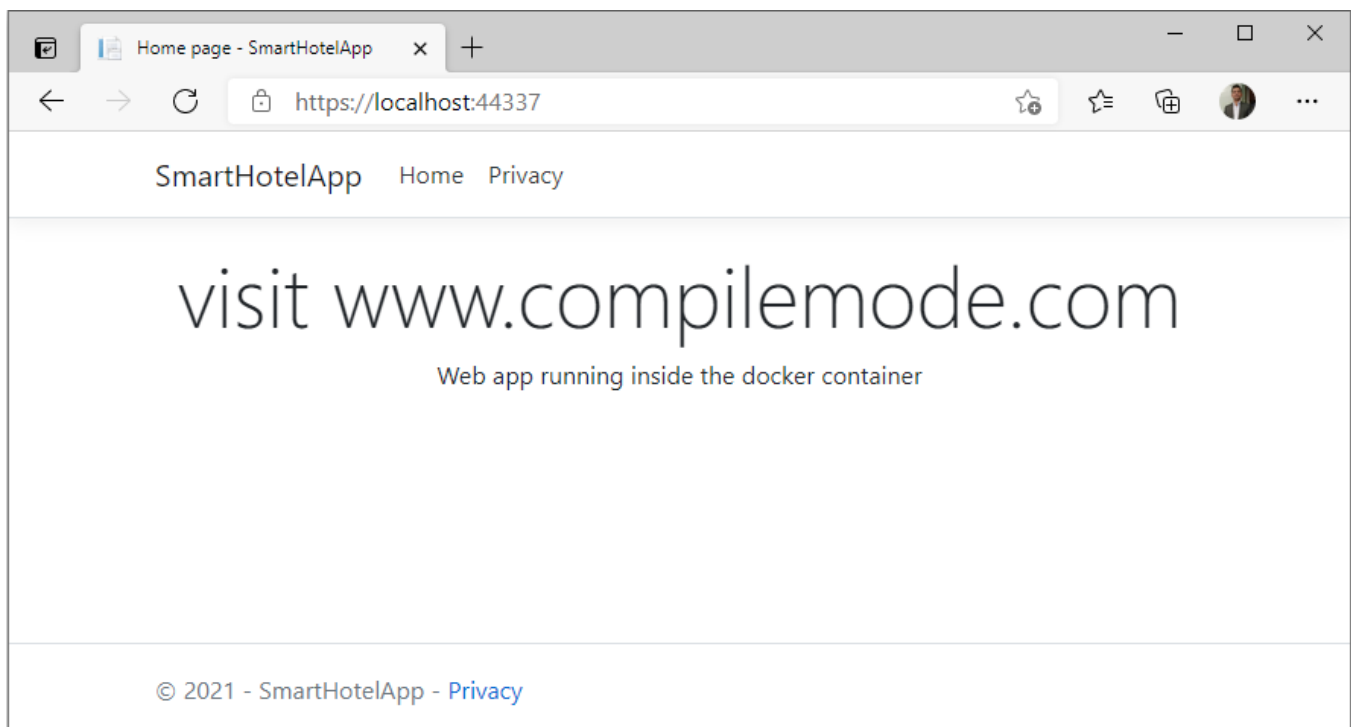 Home page - SmartHotelApp
https://localhost:44337
SmartHotelApp Home Privacy
visit www.compilemode.com
Web app running inside the docker container
© 2021 - SmartHotelApp - Privacy